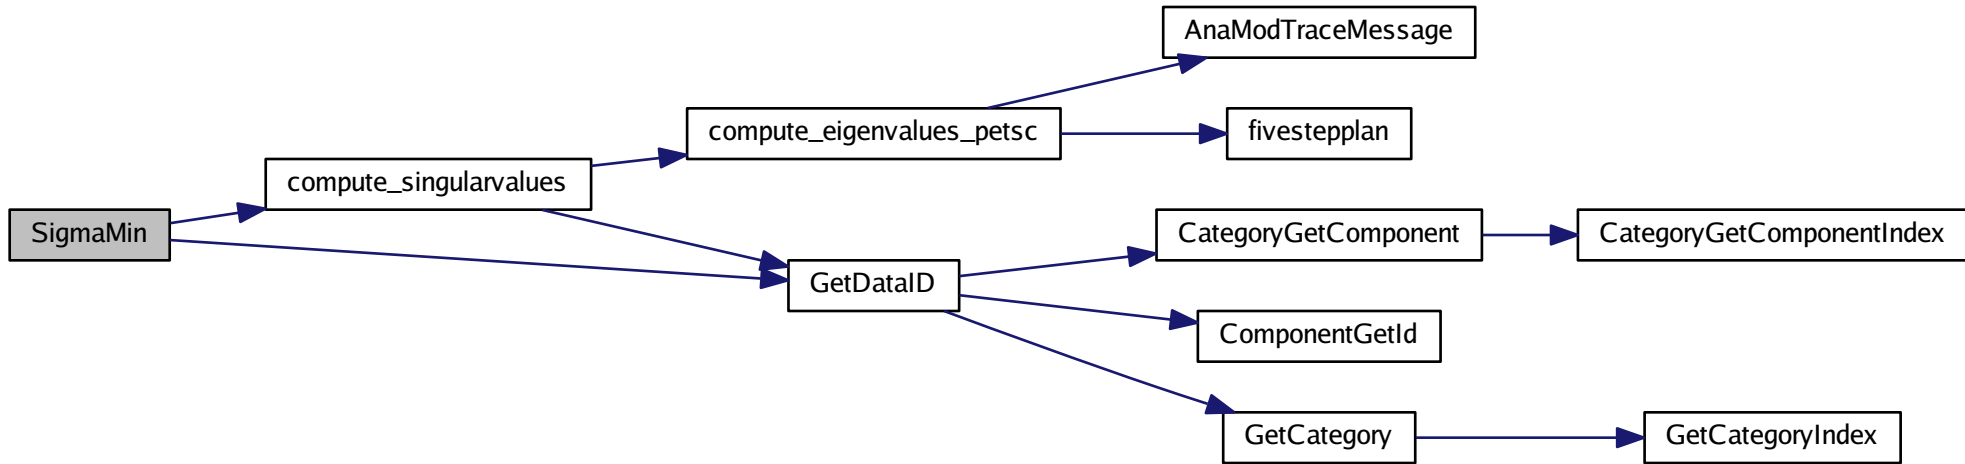 AnaModTraceMessage
compute_eigenvalues_petsc
fivestepplan
compute_singularvalues
SigmaMin
CategoryGetComponent
CategoryGetComponentIndex
GetDataID
ComponentGetId
GetCategory
GetCategoryIndex